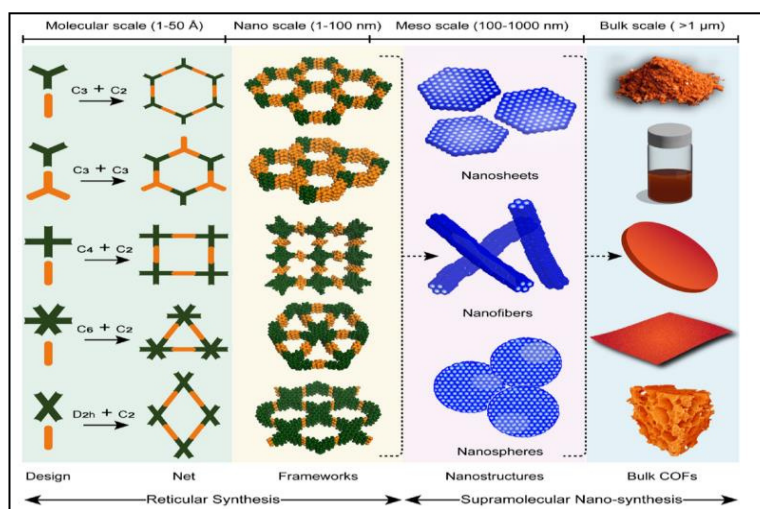 Molecular scale (1-50 Å)
Nano scale (1-100 nm)
Meso scale (100-1000 nm)
Bulk scale ( >1 µm)
C₃ + C₂
C₃ + C₃
C₄ + C₂
C₆ + C₂
D₂h + C₂
Nanosheets
Nanofibers
Nanospheres
Design
Net
Frameworks
Nanostructures
Bulk COFs
Reticular Synthesis
Supramolecular Nano-synthesis